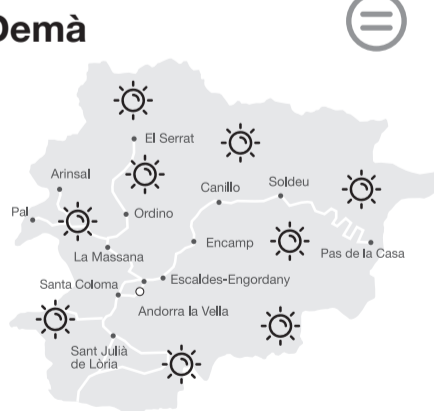 Demà
El Serrat
Arinsal
Canillo
Soldeu
Pal
Ordino
Encamp
Pas de la Casa
La Massana
Escaldes-Engordany
Santa Coloma
Andorra la Vella
Sant Julià
de Lòria